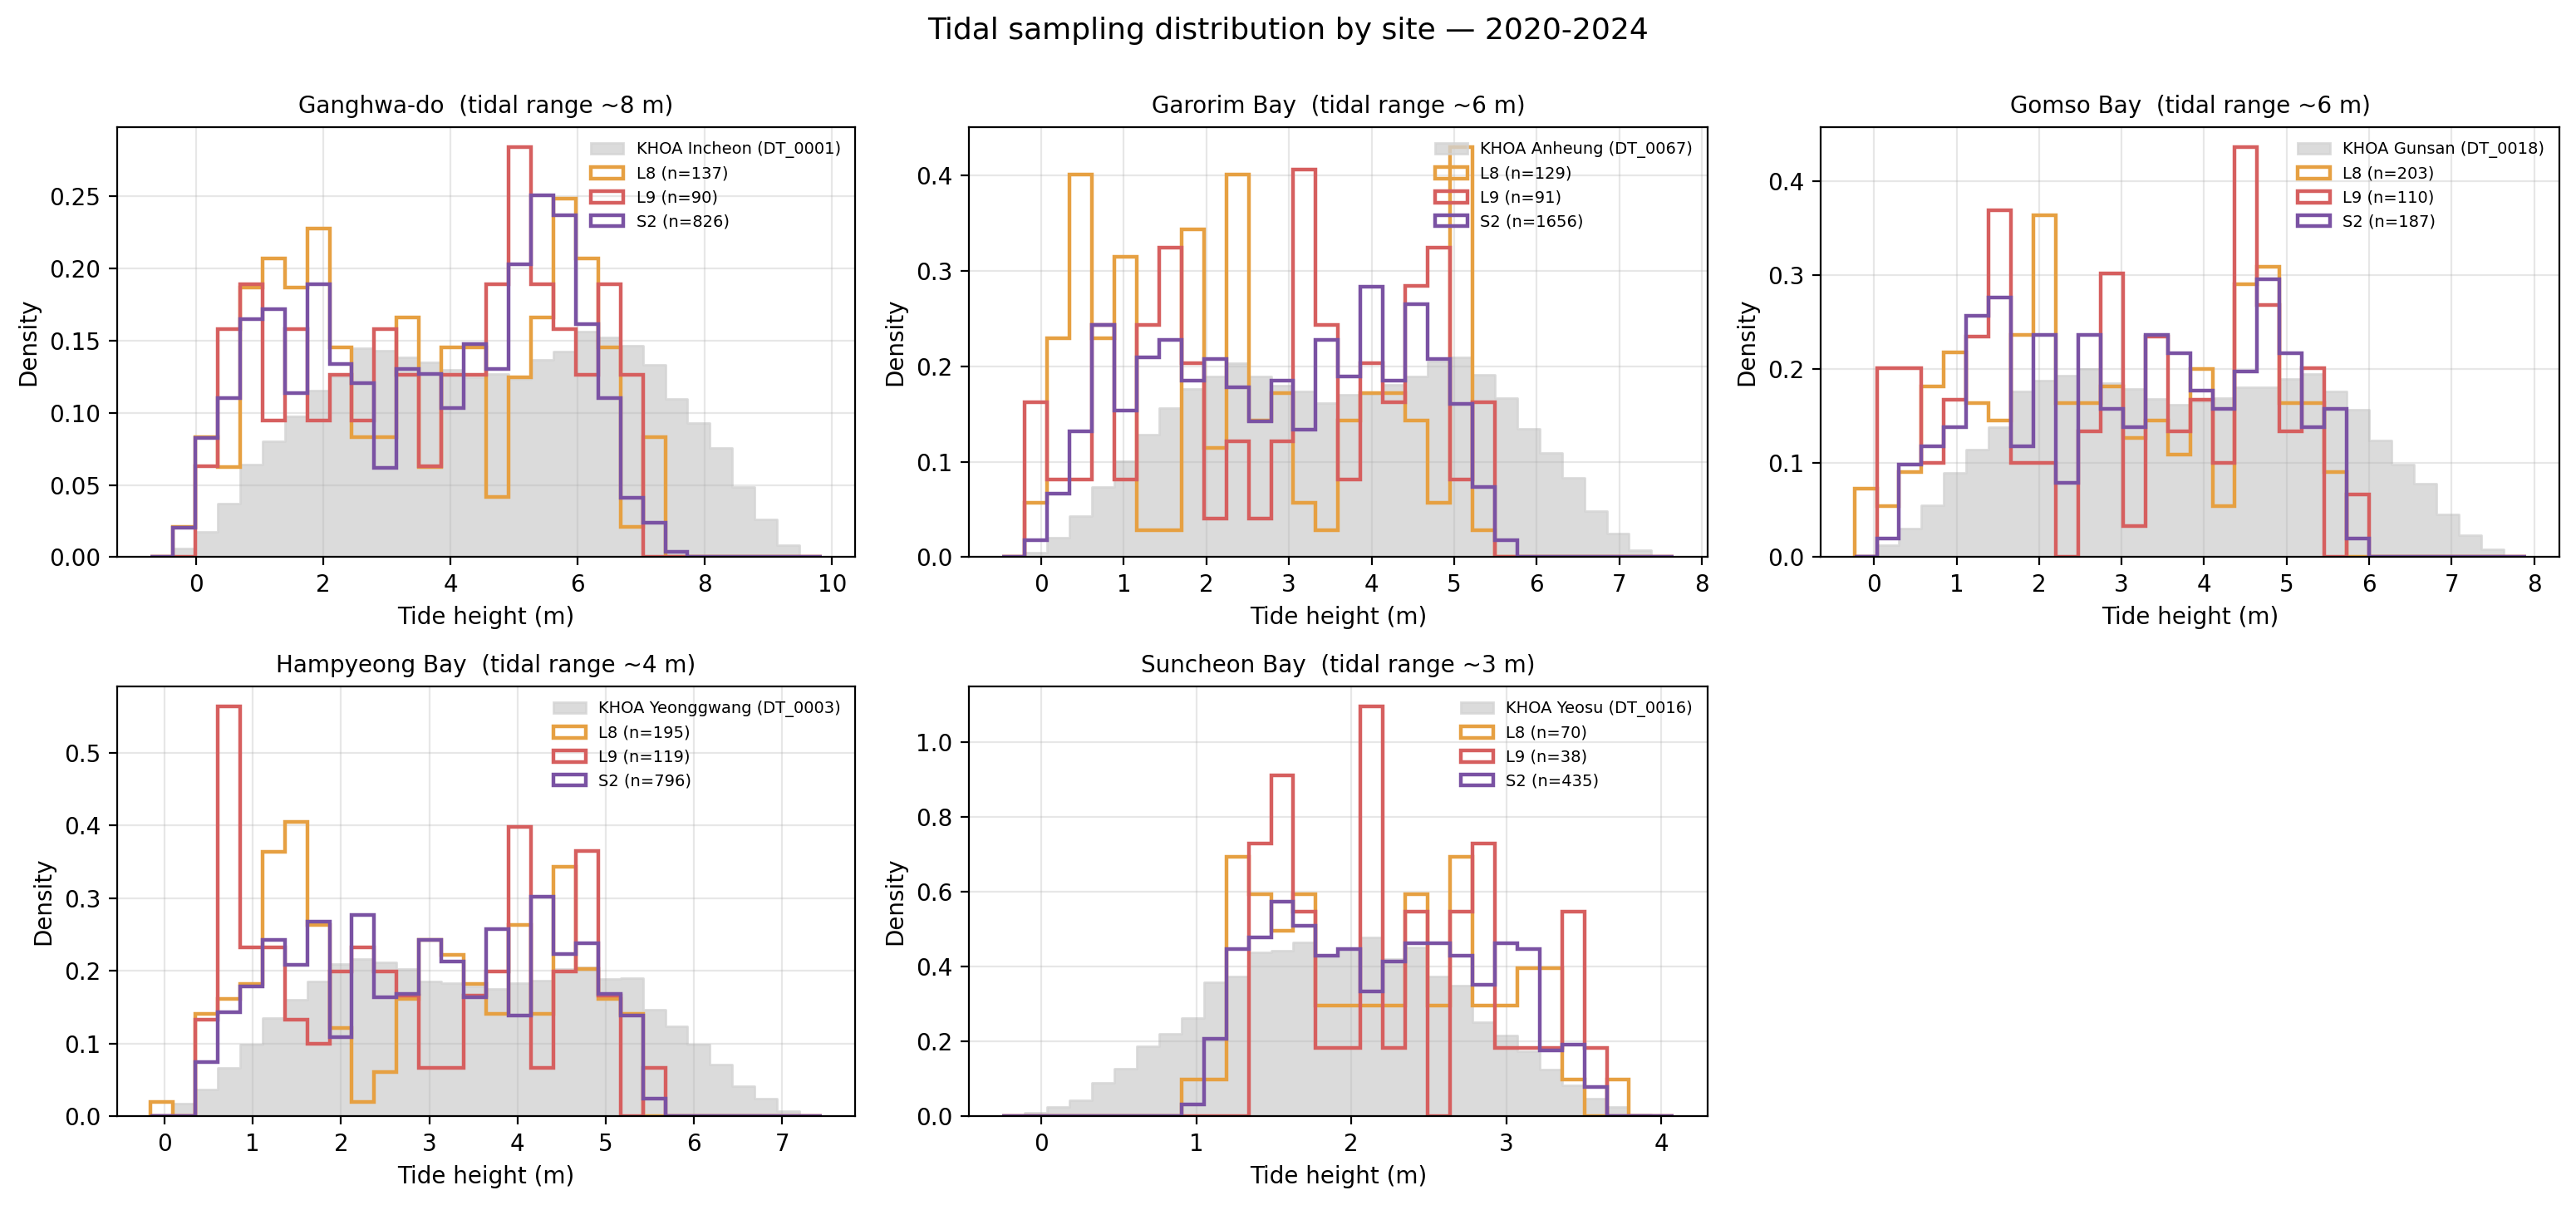 Tidal sampling distribution by site — 2020-2024
Ganghwa-do (tidal range ~8 m)
KHOA Incheon (DT_0001)
L8 (n=137)
L9 (n=90)
S2 (n=826)
Density
0.25
0.20
0.15
0.10
0.05
0.00
0 2 4 6 8 10
Tide height (m)
Garorim Bay (tidal range ~6 m)
KHOA Anheung (DT_0067)
L8 (n=129)
L9 (n=91)
S2 (n=1656)
Density
0.4
0.3
0.2
0.1
0.0
0 1 2 3 4 5 6 7 8
Tide height (m)
Gomso Bay (tidal range ~6 m)
KHOA Gunsan (DT_0018)
L8 (n=203)
L9 (n=110)
S2 (n=187)
Density
0.4
0.3
0.2
0.1
0.0
0 1 2 3 4 5 6 7 8
Tide height (m)
Hampyeong Bay (tidal range ~4 m)
KHOA Yeonggwang (DT_0003)
L8 (n=195)
L9 (n=119)
S2 (n=796)
Density
0.5
0.4
0.3
0.2
0.1
0.0
0 1 2 3 4 5 6 7
Tide height (m)
Suncheon Bay (tidal range ~3 m)
KHOA Yeosu (DT_0016)
L8 (n=70)
L9 (n=38)
S2 (n=435)
Density
1.0
0.8
0.6
0.4
0.2
0.0
0 1 2 3 4
Tide height (m)